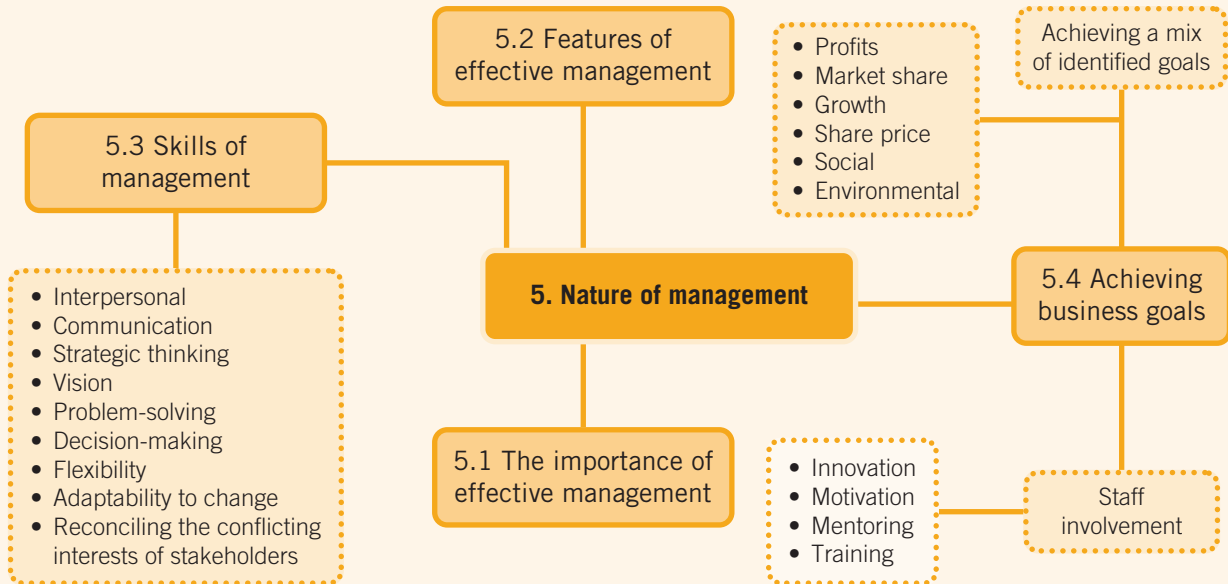 5.2 Features of
effective management
• Profits
• Market share
• Growth
• Share price
• Social
• Environmental
Achieving a mix
of identified goals
5.3 Skills of
management
5. Nature of management
5.4 Achieving
business goals
• Interpersonal
• Communication
• Strategic thinking
• Vision
• Problem-solving
• Decision-making
• Flexibility
• Adaptability to change
• Reconciling the conflicting
interests of stakeholders
5.1 The importance of
effective management
• Innovation
• Motivation
• Mentoring
• Training
Staff
involvement